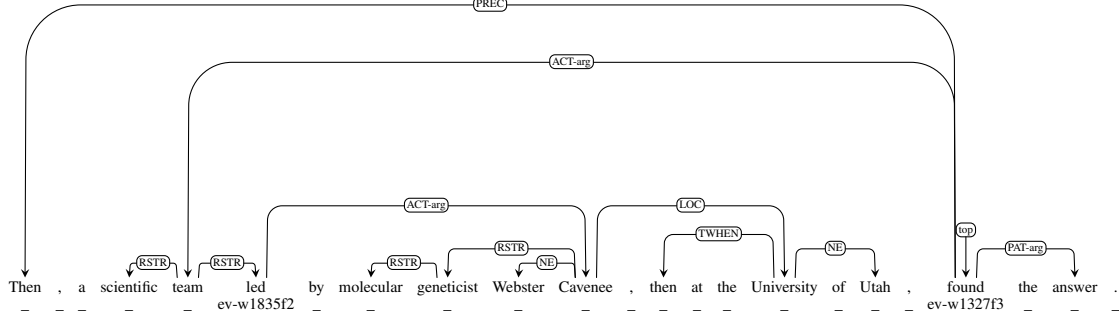 PREC
ACT-arg
ACT-arg LOC
top
TWHEN
RSTR NE PAT-arg
RSTR RSTR RSTR NE
Then , a scientific team led by molecular geneticist Webster Cavenee , then at the University of Utah , found the answer .
_ _ _ _ _ ev-w1835f2 _ _ _ _ _ _ _ _ _ _ _ _ _ ev-w1327f3 _ _ _